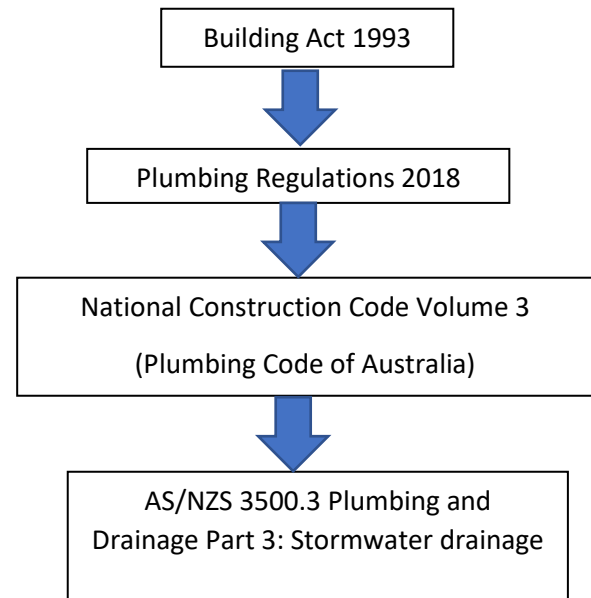 Building Act 1993
Plumbing Regulations 2018
National Construction Code Volume 3
(Plumbing Code of Australia)
AS/NZS 3500.3 Plumbing and
Drainage Part 3: Stormwater drainage